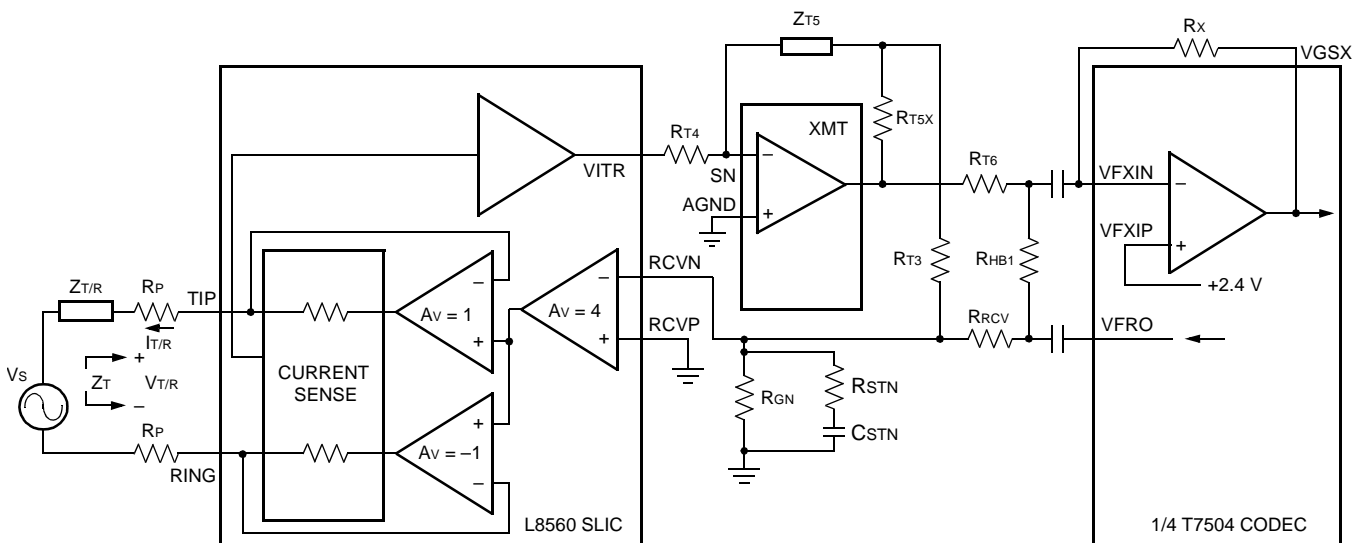 ZT5
RX
VGSX
RT5X
XMT
RT4
SN
−
+
AGND
RT6
VFXIN
−
VFXIP
+
+2.4 V
VITR
RCVN
RCVP
RT3
RHB1
RRCV
VFRO
ZT/R
RP
TIP
IT/R
−
AV = 1
+
−
AV = 4
+
VS
ZT
+
VT/R
−
CURRENT
SENSE
RGN
RSTN
CSTN
RP
RING
+
AV = −1
−
L8560 SLIC
1/4 T7504 CODEC